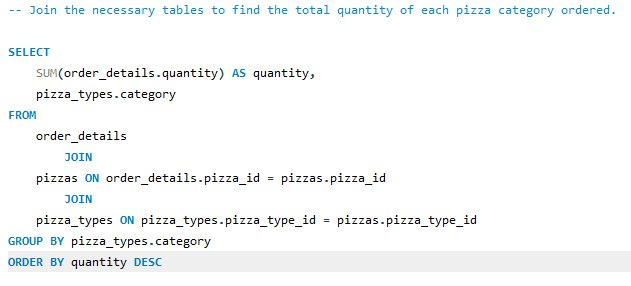 -- Join the necessary tables to find the total quantity of each pizza category ordered.
SELECT
SUM(order_details.quantity) AS quantity,
pizza_types.category
FROM
order_details
JOIN
pizzas ON order_details.pizza_id = pizzas.pizza_id
JOIN
pizza_types ON pizza_types.pizza_type_id = pizzas.pizza_type_id
GROUP BY pizza_types.category
ORDER BY quantity DESC